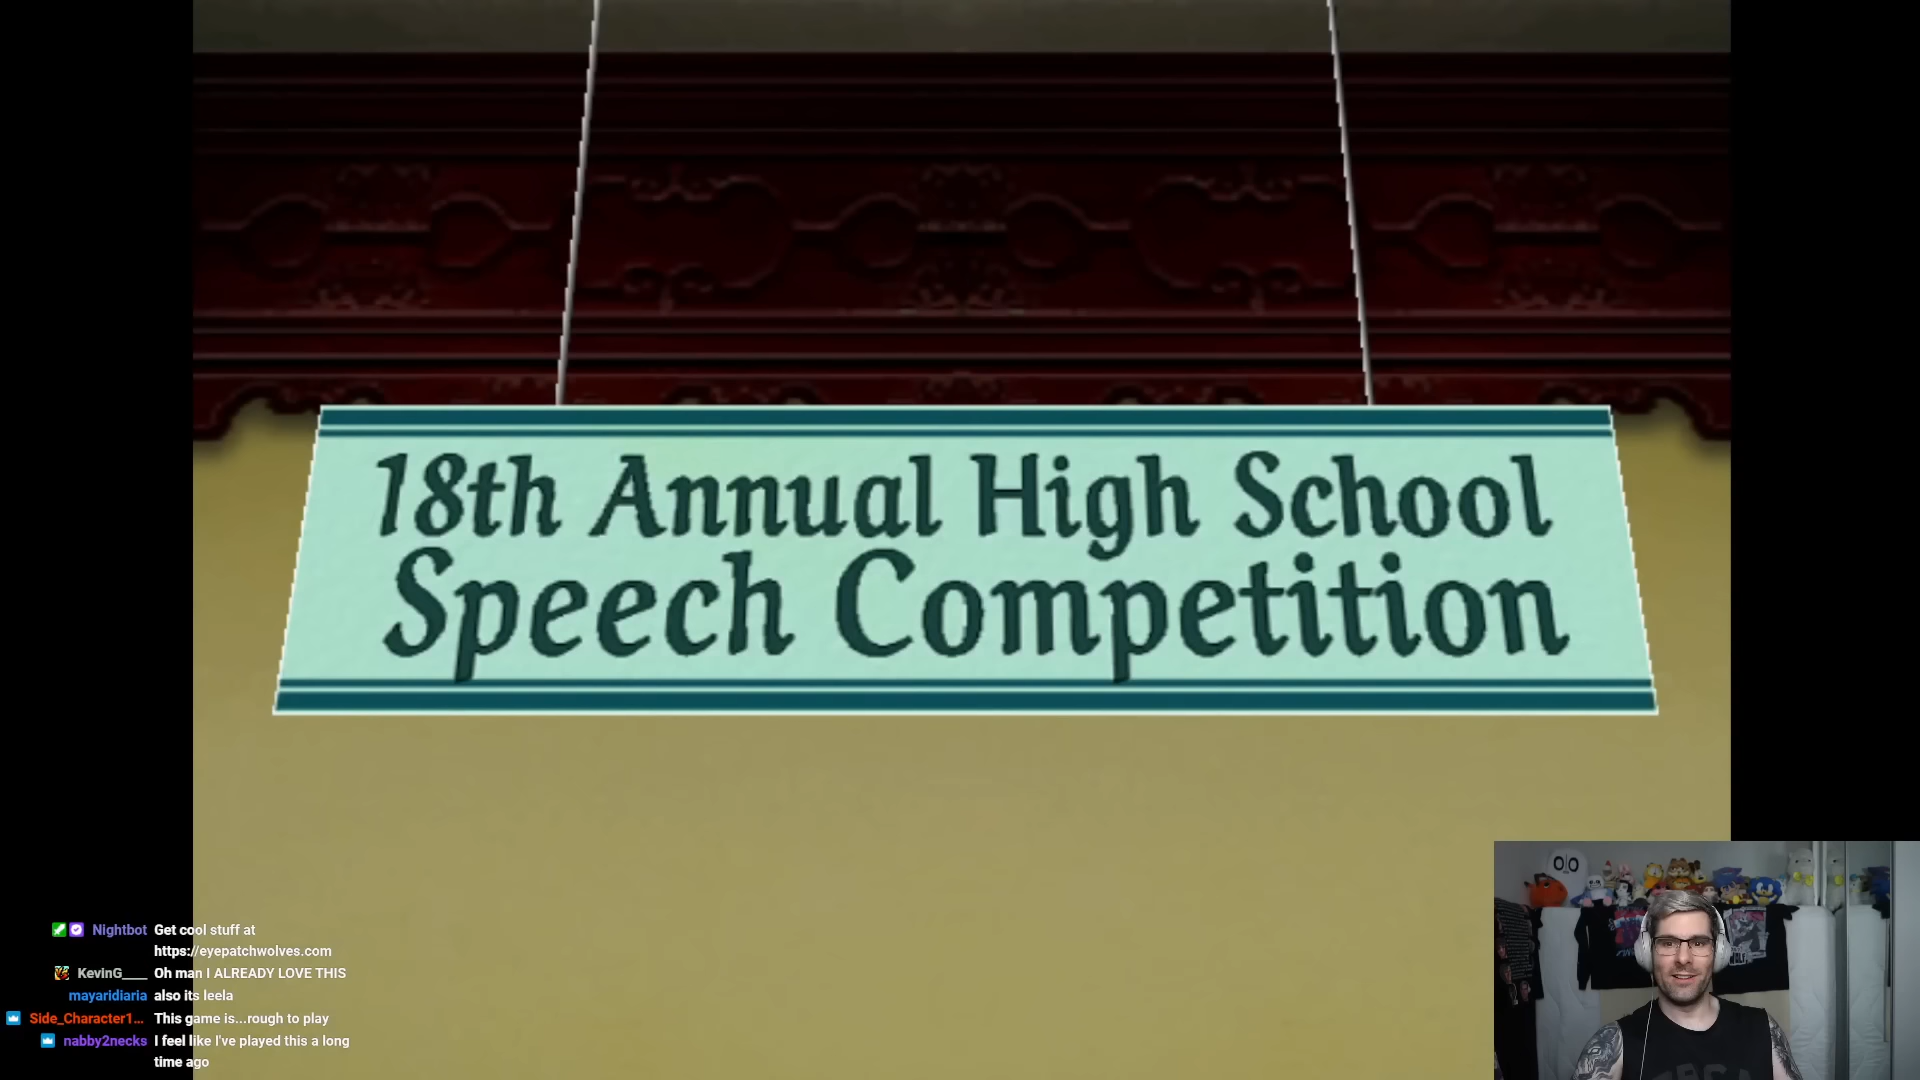 18th Annual High School
Speech Competition
Nightbot Get cool stuff at
https://eyepatchwolves.com
KevinG____ Oh man I ALREADY LOVE THIS
mayaridiaria also its leela
Side_Character1... This game is...rough to play
nabby2necks I feel like I've played this a long
time ago